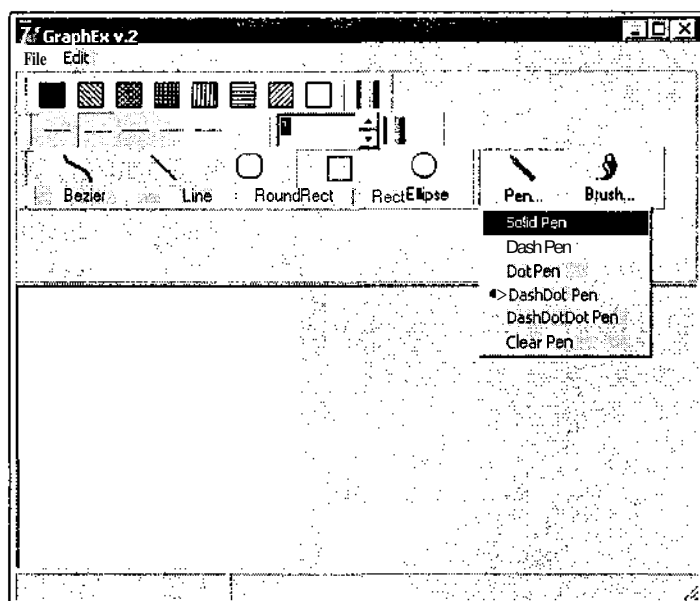 GraphEx v.2
File Edit
1
Bezier Line RoundRect Rect Ellipse Pen... Brush...
Solid Pen
Dash Pen
Dot Pen
DashDot Pen
DashDotDot Pen
Clear Pen